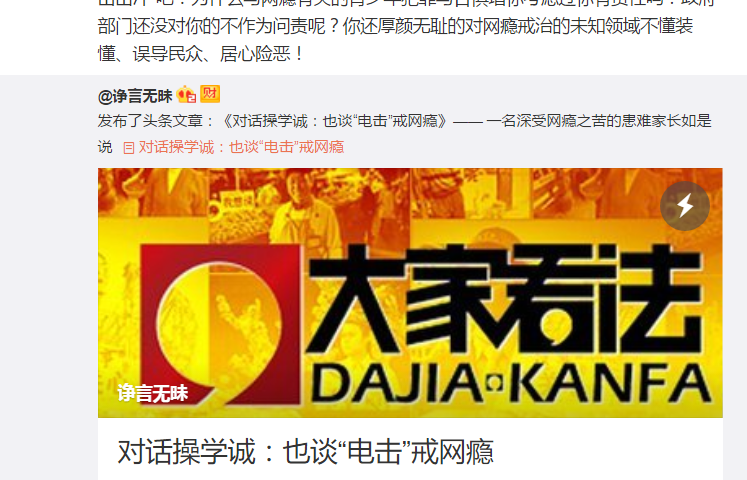 部门还没对你的不作为问责呢？你还厚颜无耻的对网瘾戒治的未知领域不懂装
懂、误导民众、居心险恶！
@诤言无昧 财
发布了头条文章：《对话操学诚：也谈“电击”戒网瘾》—— 一名深受网瘾之苦的患难家长如是
说 对话操学诚：也谈“电击”戒网瘾
大家看法
DAJIA KANFA
诤言无昧
对话操学诚：也谈“电击”戒网瘾